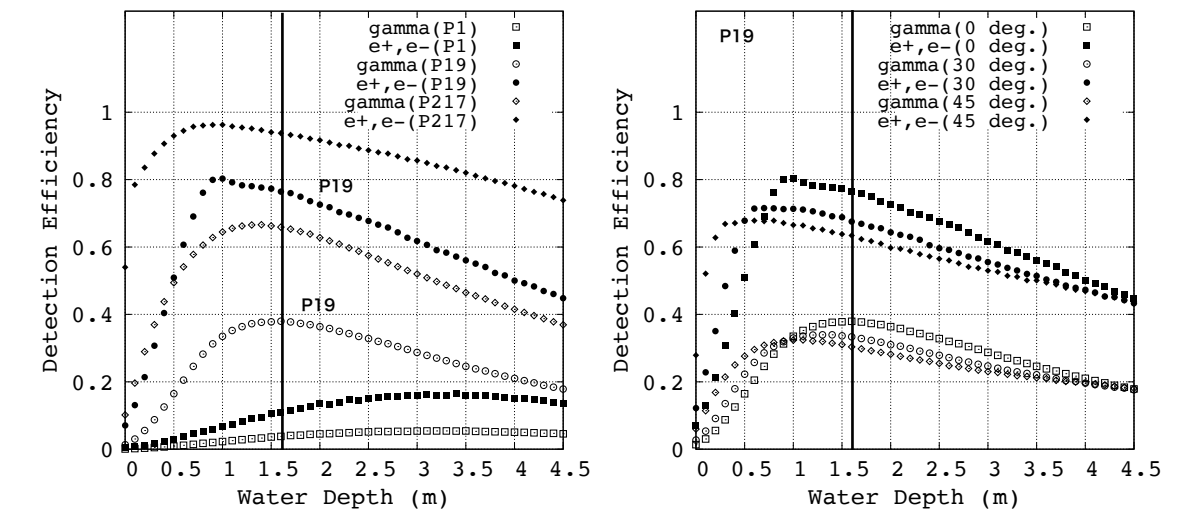 gamma(P1)
e+,e-(P1)
gamma(P19)
e+,e-(P19)
gamma(P217)
e+,e-(P217)
P19
P19
Detection Efficiency
1
0.8
0.6
0.4
0.2
0
0 0.5 1 1.5 2 2.5 3 3.5 4 4.5
Water Depth (m)
P19
gamma(0 deg.)
e+,e-(0 deg.)
gamma(30 deg.)
e+,e-(30 deg.)
gamma(45 deg.)
e+,e-(45 deg.)
Detection Efficiency
1
0.8
0.6
0.4
0.2
0
0 0.5 1 1.5 2 2.5 3 3.5 4 4.5
Water Depth (m)